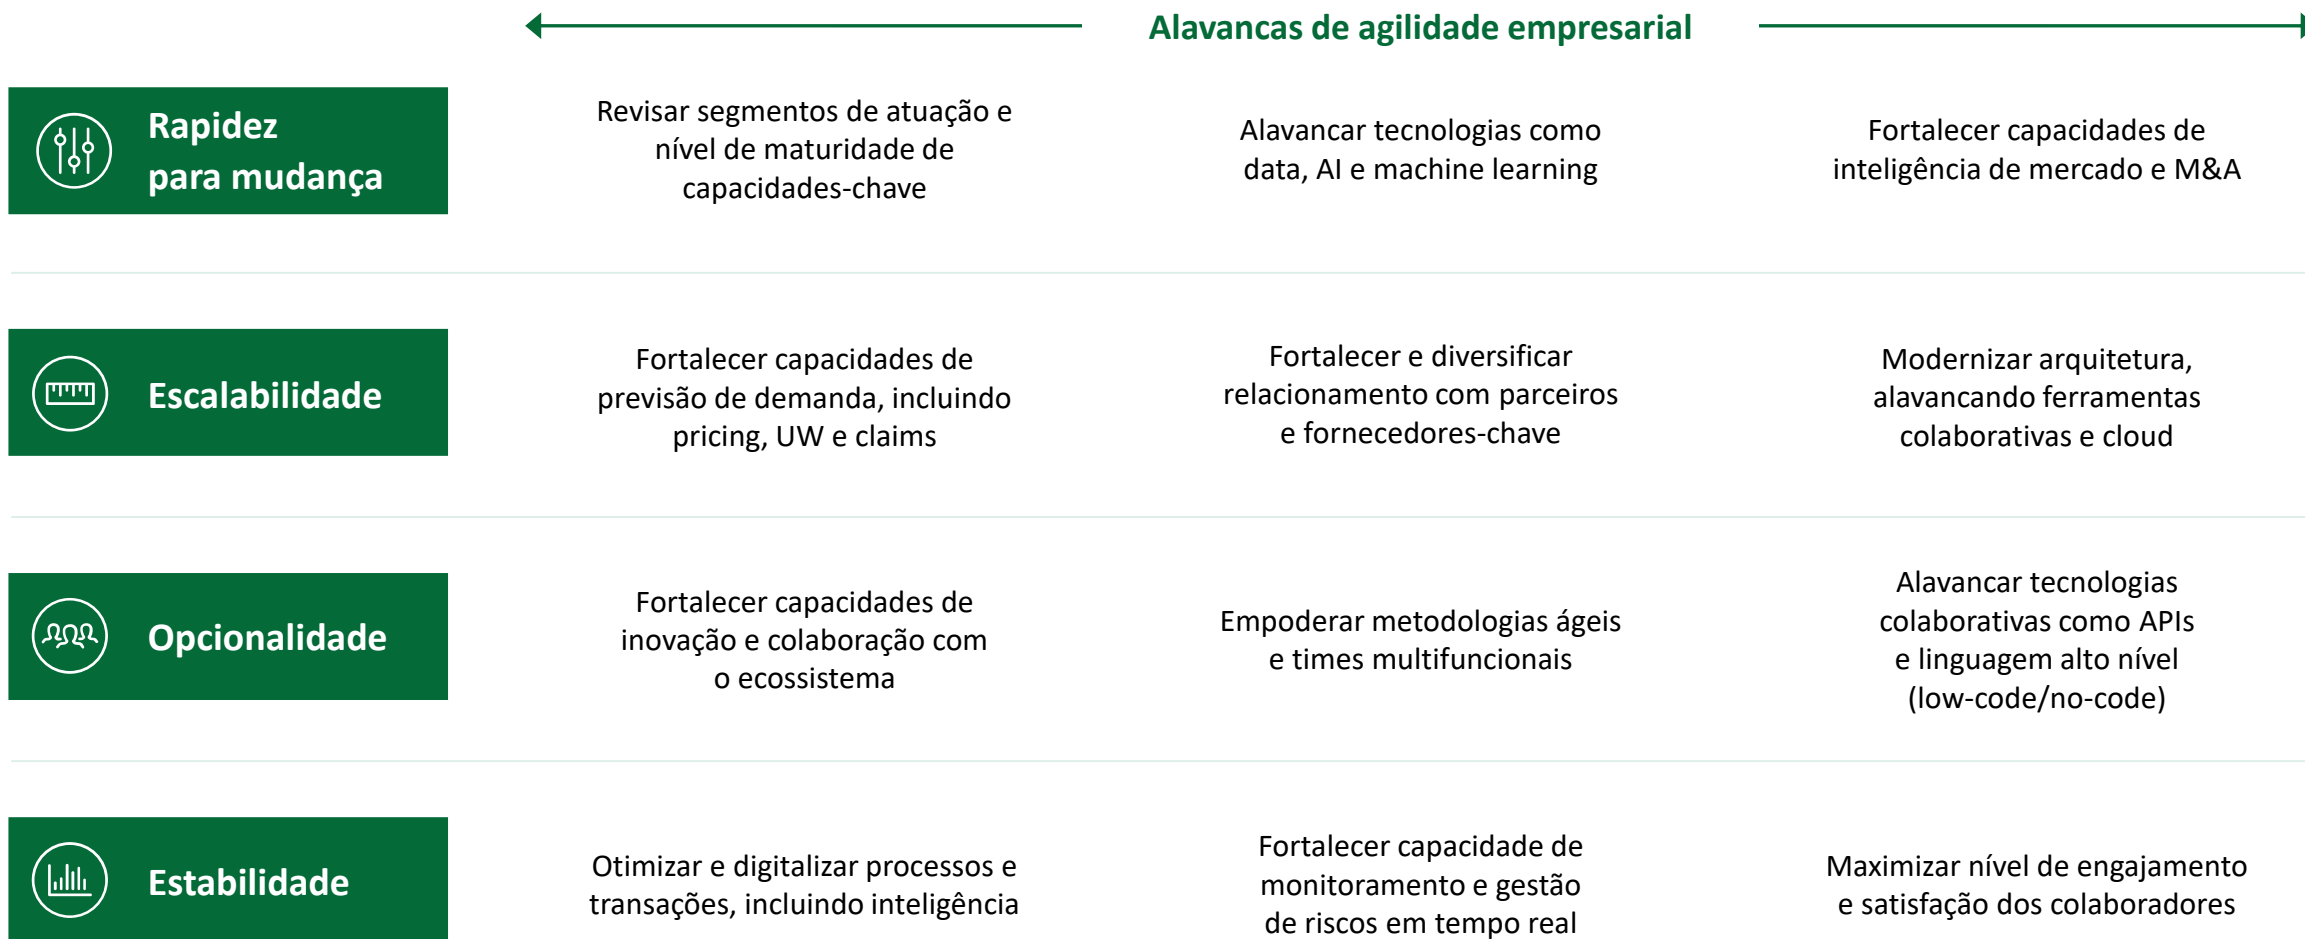 Alavancas de agilidade empresarial
Rapidez
para mudança
Revisar segmentos de atuação e
nível de maturidade de
capacidades-chave
Alavancar tecnologias como
data, AI e machine learning
Fortalecer capacidades de
inteligência de mercado e M&A
Escalabilidade
Fortalecer capacidades de
previsão de demanda, incluindo
pricing, UW e claims
Fortalecer e diversificar
relacionamento com parceiros
e fornecedores-chave
Modernizar arquitetura,
alavancando ferramentas
colaborativas e cloud
Opcionalidade
Fortalecer capacidades de
inovação e colaboração com
o ecossistema
Empoderar metodologias ágeis
e times multifuncionais
Alavancar tecnologias
colaborativas como APIs
e linguagem alto nível
(low-code/no-code)
Estabilidade
Otimizar e digitalizar processos e
transações, incluindo inteligência
Fortalecer capacidade de
monitoramento e gestão
de riscos em tempo real
Maximizar nível de engajamento
e satisfação dos colaboradores